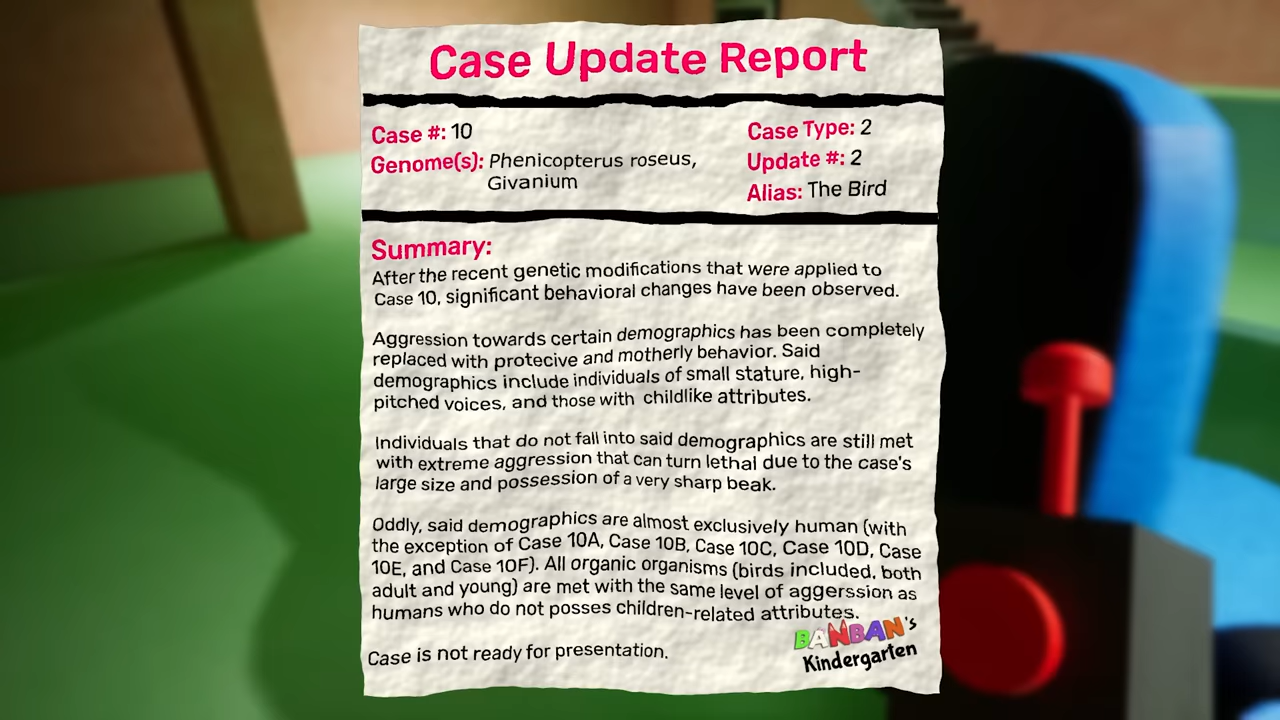 Case Update Report
Case #: 10
Genome(s): Phenicopterus roseus,
Givanium
Case Type: 2
Update #: 2
Alias: The Bird
Summary:
After the recent genetic modifications that were applied to
Case 10, significant behavioral changes have been observed.
Aggression towards certain demographics has been completely
replaced with protecive and motherly behavior. Said
demographics include individuals of small stature, high-
pitched voices, and those with childlike attributes.
Individuals that do not fall into said demographics are still met
with extreme aggression that can turn lethal due to the case's
large size and possession of a very sharp beak.
Oddly, said demographics are almost exclusively human (with
the exception of Case 10A, Case 10B, Case 10C, Case 10D, Case
10E, and Case 10F). All organic organisms (birds included, both
adult and young) are met with the same level of aggerssion as
humans who do not posses children-related attributes.
Case is not ready for presentation.
BANBAN's
Kindergarten